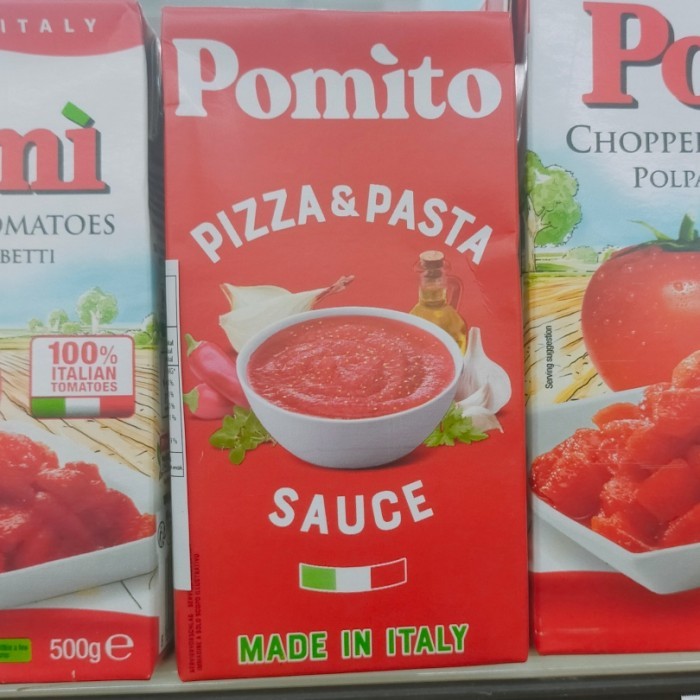 ITALY
mì
OMATOES
BETTI
100%
ITALIAN
TOMATOES
500g e
Pomìto
PIZZA & PASTA
SAUCE
MADE IN ITALY
Po
CHOPPE
POLPA
Serving suggestion